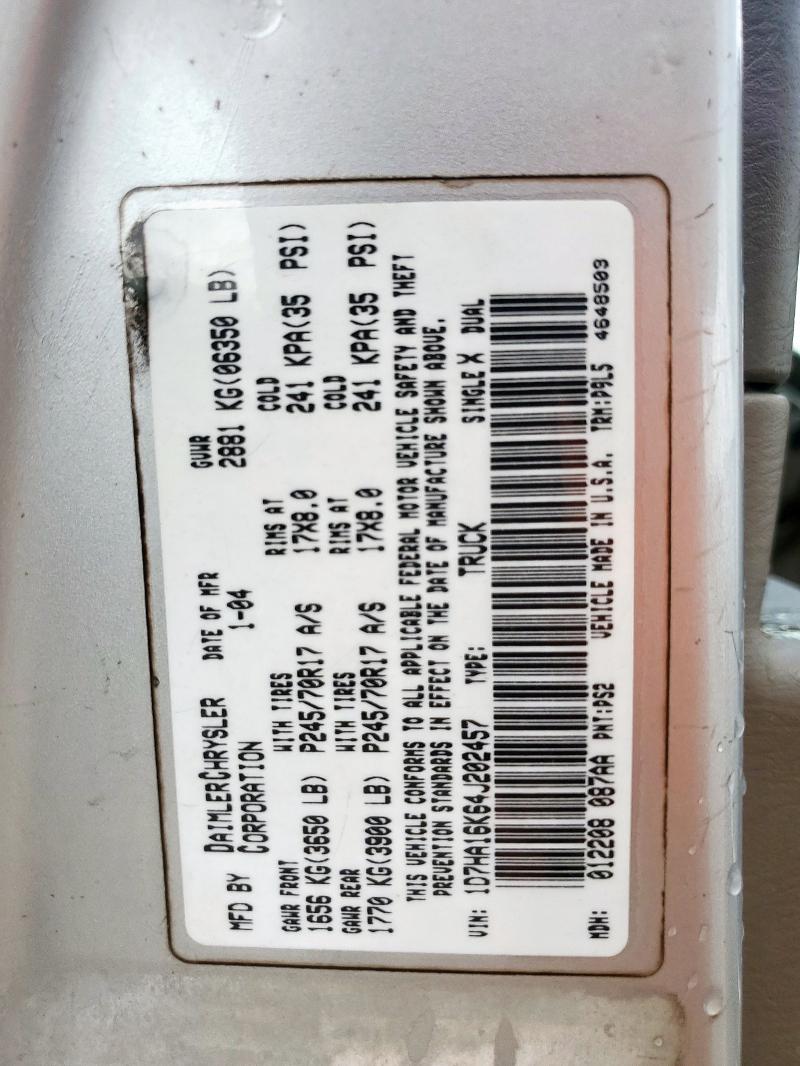 MFD BY DAIMLERCHRYSLER CORPORATION DATE OF MFR 1-04 GVWR 2881 KG(06350 LB)
GAWR FRONT WITH TIRES RIMS AT COLD
1656 KG(3650 LB) P245/70R17 A/S 17X8.0 241 KPA(35 PSI)
GAWR REAR WITH TIRES RIMS AT COLD
1770 KG(3900 LB) P245/70R17 A/S 17X8.0 241 KPA(35 PSI)
THIS VEHICLE CONFORMS TO ALL APPLICABLE FEDERAL MOTOR VEHICLE SAFETY AND THEFT
PREVENTION STANDARDS IN EFFECT ON THE DATE OF MANUFACTURE SHOWN ABOVE.
VIN: 1D7HA16K64J202457 TYPE: TRUCK SINGLE X DUAL
MDH: 012208 087AA PNT:PS2 VEHICLE MADE IN U.S.A. TRM:P9L5 4648503